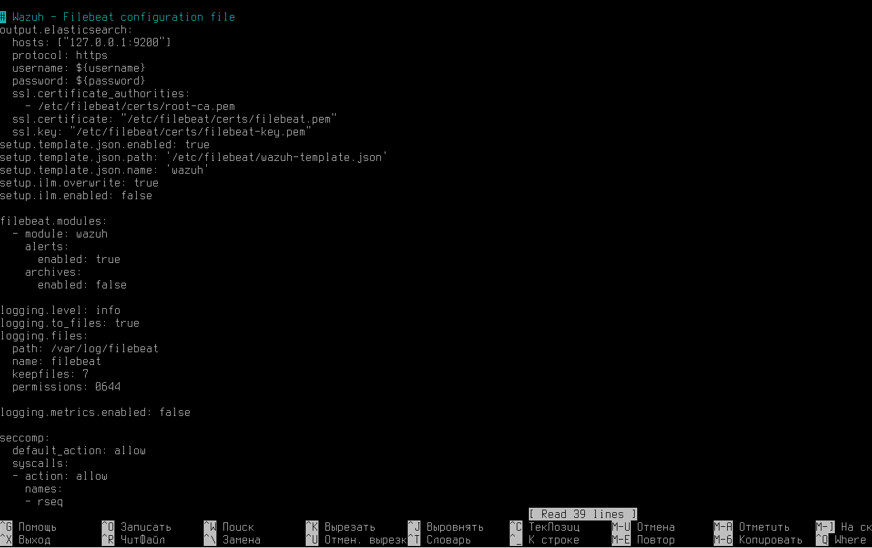 # Wazuh - Filebeat configuration file
output.elasticsearch:
  hosts: ["127.0.0.1:9200"]
  protocol: https
  username: ${username}
  password: ${password}
  ssl.certificate_authorities:
    - /etc/filebeat/certs/root-ca.pem
  ssl.certificate: "/etc/filebeat/certs/filebeat.pem"
  ssl.key: "/etc/filebeat/certs/filebeat-key.pem"
setup.template.json.enabled: true
setup.template.json.path: '/etc/filebeat/wazuh-template.json'
setup.template.json.name: 'wazuh'
setup.ilm.overwrite: true
setup.ilm.enabled: false

filebeat.modules:
  - module: wazuh
    alerts:
      enabled: true
    archives:
      enabled: false

logging.level: info
logging.to_files: true
logging.files:
  path: /var/log/filebeat
  name: filebeat
  keepfiles: 7
  permissions: 0644

logging.metrics.enabled: false

seccomp:
  default_action: allow
  syscalls:
  - action: allow
    names:
    - rseq
[ Read 39 lines ]
^G Помощь ^O Записать ^W Поиск ^K Вырезать ^J Выровнять ^C ТекПозиц M-U Отмена M-A Отметить M-] На ск
^X Выход ^R ЧитФайл ^\ Замена ^U Отмен. вырезк ^T Словарь ^_ К строке M-E Повтор M-6 Копировать ^Q Where